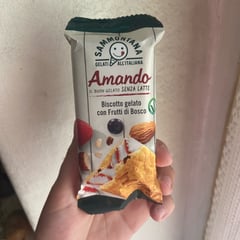 SAMMONTANA
GELATI ALL'ITALIANA
Amando
IL BUON GELATO SENZA LATTE
Biscotto gelato
con Frutti di Bosco